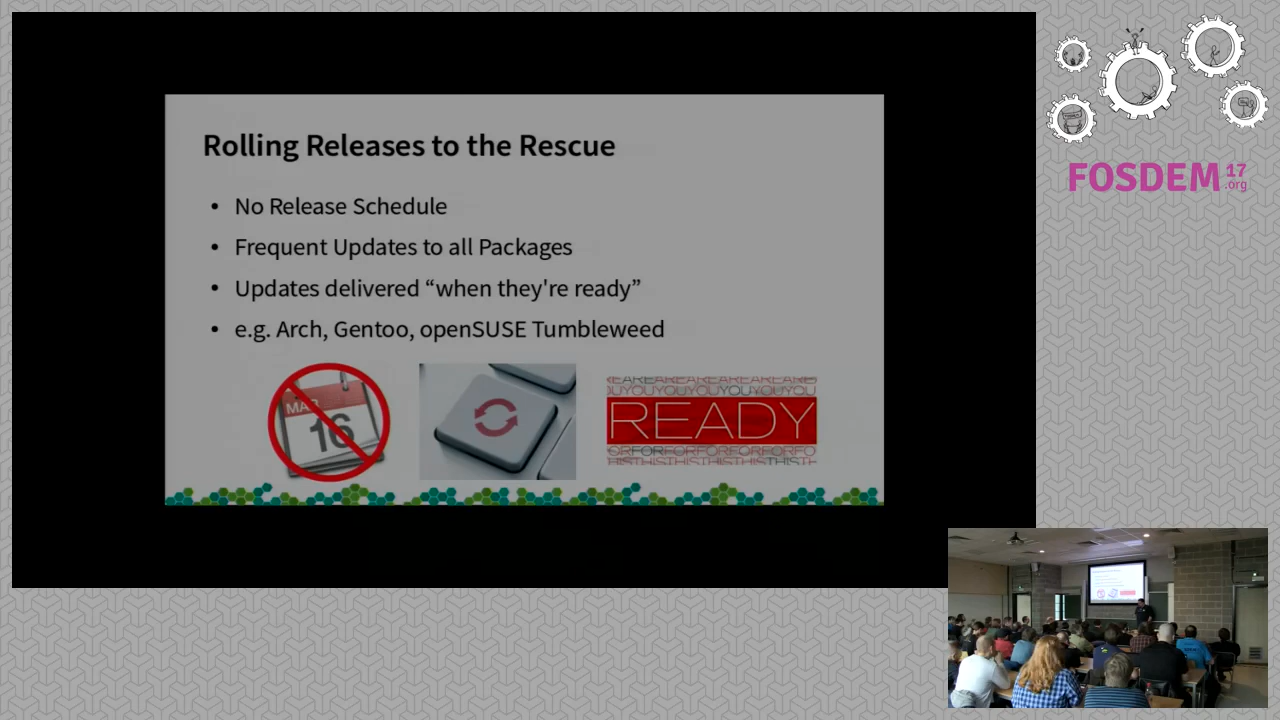 Rolling Releases to the Rescue
• No Release Schedule
• Frequent Updates to all Packages
• Updates delivered “when they're ready”
• e.g. Arch, Gentoo, openSUSE Tumbleweed
16
READY
FOSDEM 17
.org